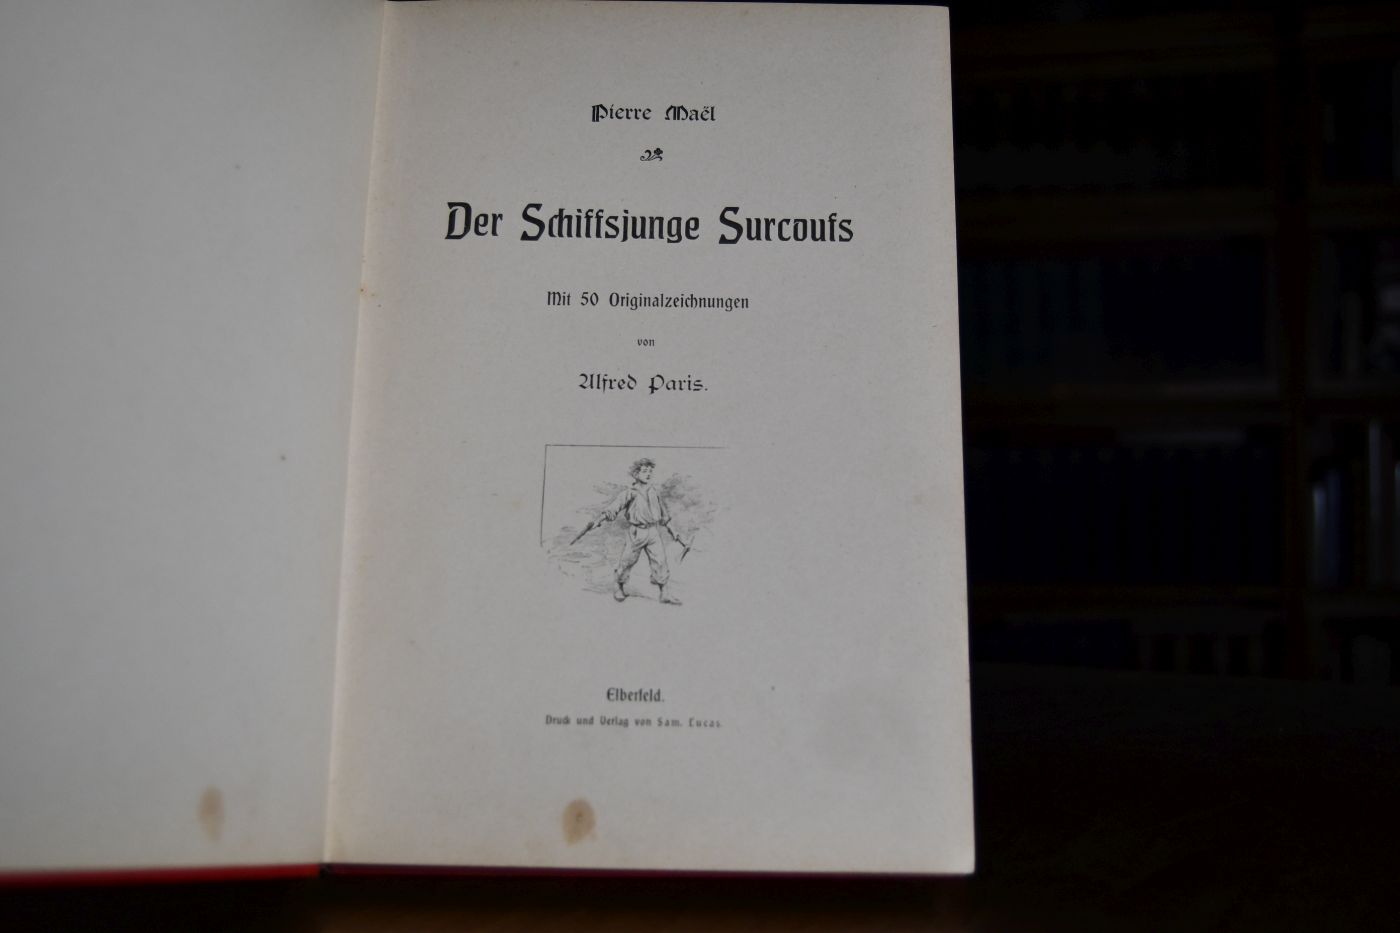 Pierre Maël
Der Schiffsjunge Surcoufs
Mit 50 Originalzeichnungen
von
Alfred Paris.
Elberfeld.
Druck und Verlag von Sam. Lucas.